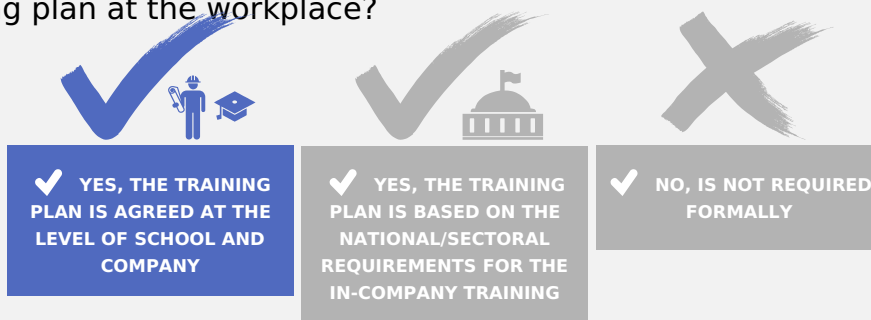 g plan at the workplace?
YES, THE TRAINING
PLAN IS AGREED AT THE
LEVEL OF SCHOOL AND
COMPANY
YES, THE TRAINING
PLAN IS BASED ON THE
NATIONAL/SECTORAL
REQUIREMENTS FOR THE
IN-COMPANY TRAINING
NO, IS NOT REQUIRED
FORMALLY